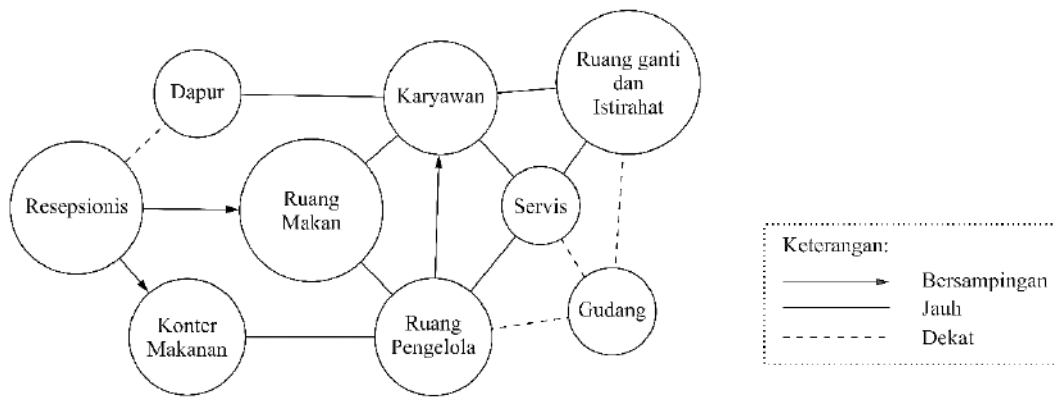 Dapur
Karyawan
Ruang ganti
dan
Istirahat
Resepsionis
Ruang
Makan
Servis
Konter
Makanan
Ruang
Pengelola
Gudang
Keterangan:
Bersampingan
Jauh
Dekat